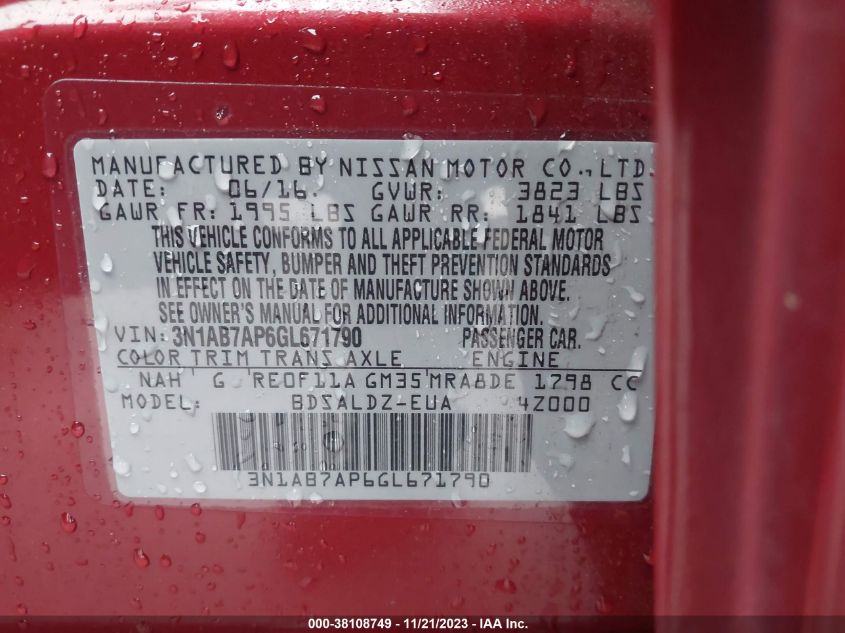 MANUFACTURED BY NISSAN MOTOR CO., LTD.
DATE: 06/16. GVWR: 3823 LBS
GAWR FR: 1995 LBS GAWR RR: 1841 LBS
THIS VEHICLE CONFORMS TO ALL APPLICABLE FEDERAL MOTOR
VEHICLE SAFETY, BUMPER AND THEFT PREVENTION STANDARDS
IN EFFECT ON THE DATE OF MANUFACTURE SHOWN ABOVE.
SEE OWNER'S MANUAL FOR ADDITIONAL INFORMATION.
VIN: 3N1AB7AP6GL671790 PASSENGER CAR.
COLOR TRIM TRANS AXLE ENGINE
NAH G RE0F11A GM35 MRA8DE 1798 CC
MODEL: BDSALDZ-EUA 4Z000
3N1AB7AP6GL671790
000-38108749 - 11/21/2023 - IAA Inc.